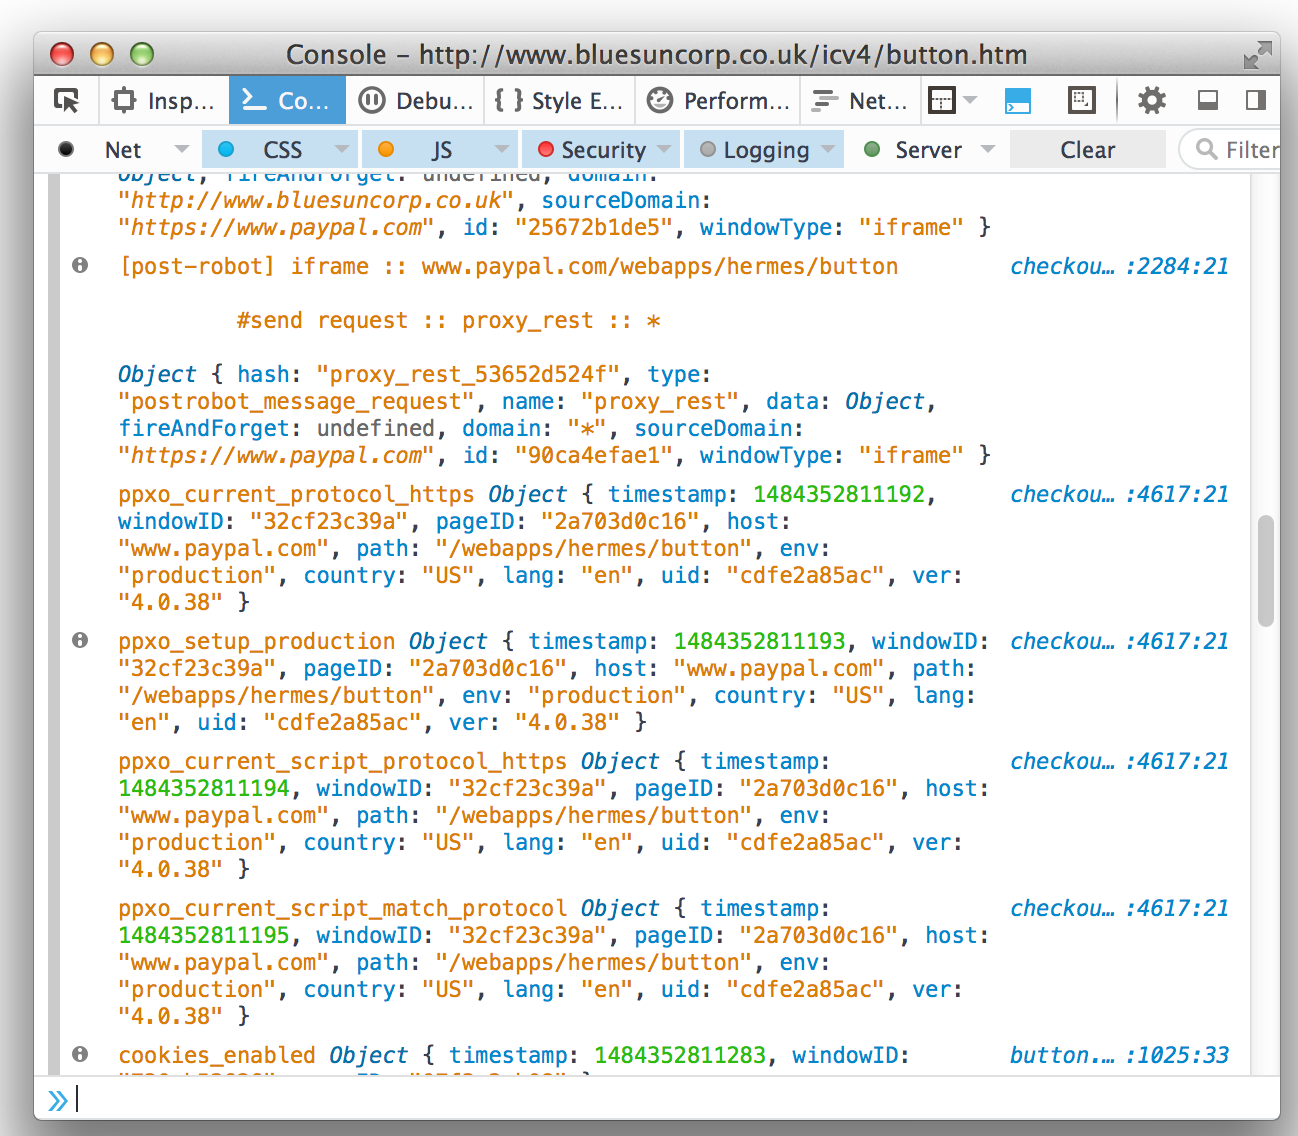 Console – http://www.bluesuncorp.co.uk/icv4/button.htm
Insp... Co... Debu... Style E... Perform... Net...
Net CSS JS Security Logging Server Clear Filter
Object, fireAndForget: undefined, domain:
"http://www.bluesuncorp.co.uk", sourceDomain:
"https://www.paypal.com", id: "25672b1de5", windowType: "iframe" }
[post-robot] iframe :: www.paypal.com/webapps/hermes/button checkou… :2284:21
#send request :: proxy_rest :: *
Object { hash: "proxy_rest_53652d524f", type:
"postrobot_message_request", name: "proxy_rest", data: Object,
fireAndForget: undefined, domain: "*", sourceDomain:
"https://www.paypal.com", id: "90ca4efae1", windowType: "iframe" }
ppxo_current_protocol_https Object { timestamp: 1484352811192, checkou… :4617:21
windowID: "32cf23c39a", pageID: "2a703d0c16", host:
"www.paypal.com", path: "/webapps/hermes/button", env:
"production", country: "US", lang: "en", uid: "cdfe2a85ac", ver:
"4.0.38" }
ppxo_setup_production Object { timestamp: 1484352811193, windowID: checkou… :4617:21
"32cf23c39a", pageID: "2a703d0c16", host: "www.paypal.com", path:
"/webapps/hermes/button", env: "production", country: "US", lang:
"en", uid: "cdfe2a85ac", ver: "4.0.38" }
ppxo_current_script_protocol_https Object { timestamp: checkou… :4617:21
1484352811194, windowID: "32cf23c39a", pageID: "2a703d0c16", host:
"www.paypal.com", path: "/webapps/hermes/button", env:
"production", country: "US", lang: "en", uid: "cdfe2a85ac", ver:
"4.0.38" }
ppxo_current_script_match_protocol Object { timestamp: checkou… :4617:21
1484352811195, windowID: "32cf23c39a", pageID: "2a703d0c16", host:
"www.paypal.com", path: "/webapps/hermes/button", env:
"production", country: "US", lang: "en", uid: "cdfe2a85ac", ver:
"4.0.38" }
cookies_enabled Object { timestamp: 1484352811283, windowID: button.… :1025:33